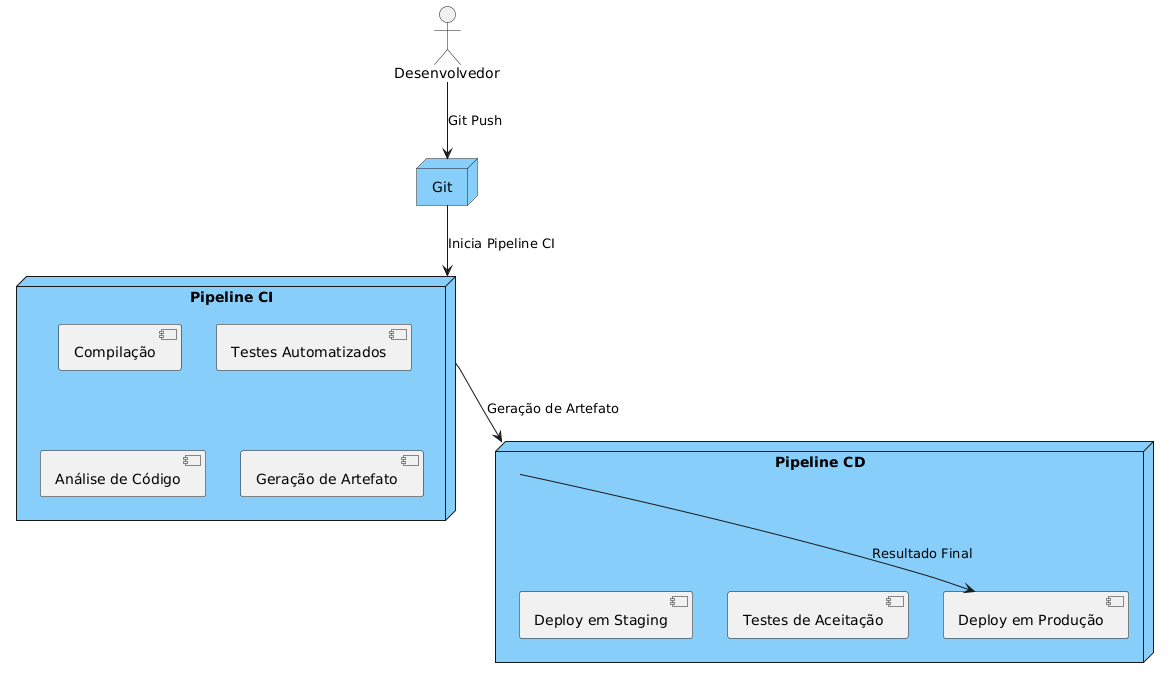 Desenvolvedor
Git Push
Git
Inicia Pipeline CI
Pipeline CI
Compilação
Testes Automatizados
Análise de Código
Geração de Artefato
Geração de Artefato
Pipeline CD
Resultado Final
Deploy em Staging
Testes de Aceitação
Deploy em Produção